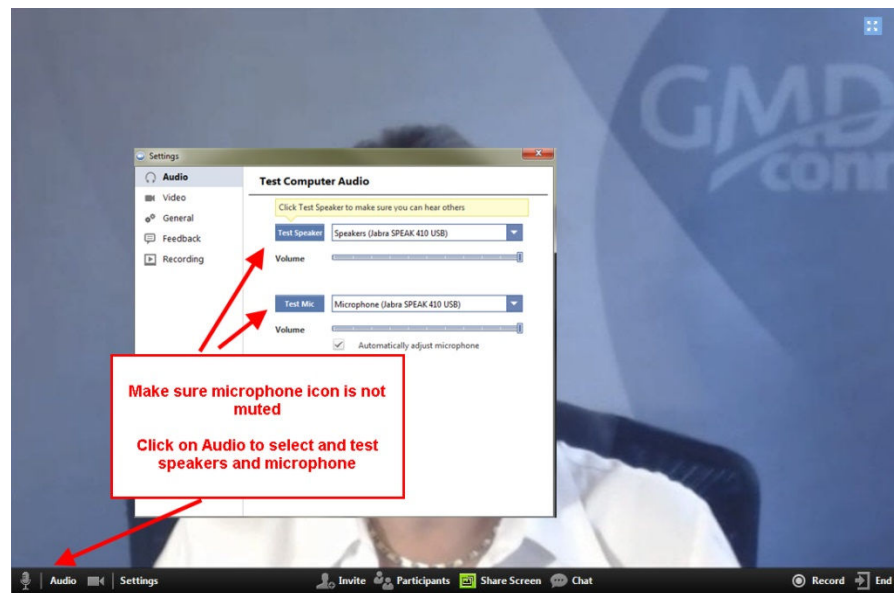 GMD
conn
Settings
Audio
Video
General
Feedback
Recording
Test Computer Audio
Click Test Speaker to make sure you can hear others
Test Speaker
Speakers (Jabra SPEAK 410 USB)
Volume
Test Mic
Microphone (Jabra SPEAK 410 USB)
Volume
Automatically adjust microphone
Make sure microphone icon is not
muted
Click on Audio to select and test
speakers and microphone
Audio Settings Invite Participants Share Screen Chat Record End